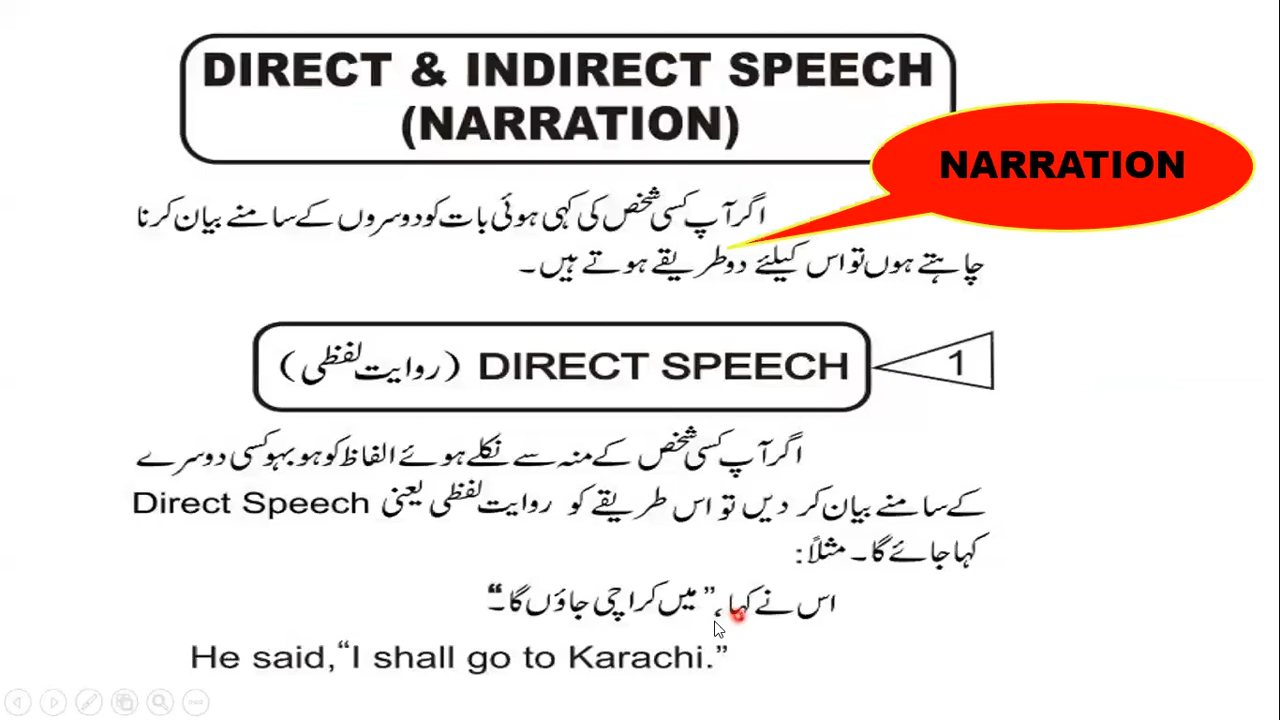 DIRECT & INDIRECT SPEECH
(NARRATION)
NARRATION
اگر آپ کسی شخص کی کہی ہوئی بات کو دوسروں کے سامنے بیان کرنا
چاہتے ہوں تو اس کیلئے دو طریقے ہوتے ہیں۔
1
DIRECT SPEECH (روایت لفظی)
اگر آپ کسی شخص کے منہ سے نکلے ہوئے الفاظ کو ہو بہو کسی دوسرے
کے سامنے بیان کر دیں تو اس طریقے کو روایت لفظی یعنی Direct Speech
کہا جائے گا۔ مثلاً:
اس نے کہا، ”میں کراچی جاؤں گا۔“
He said,“I shall go to Karachi.”